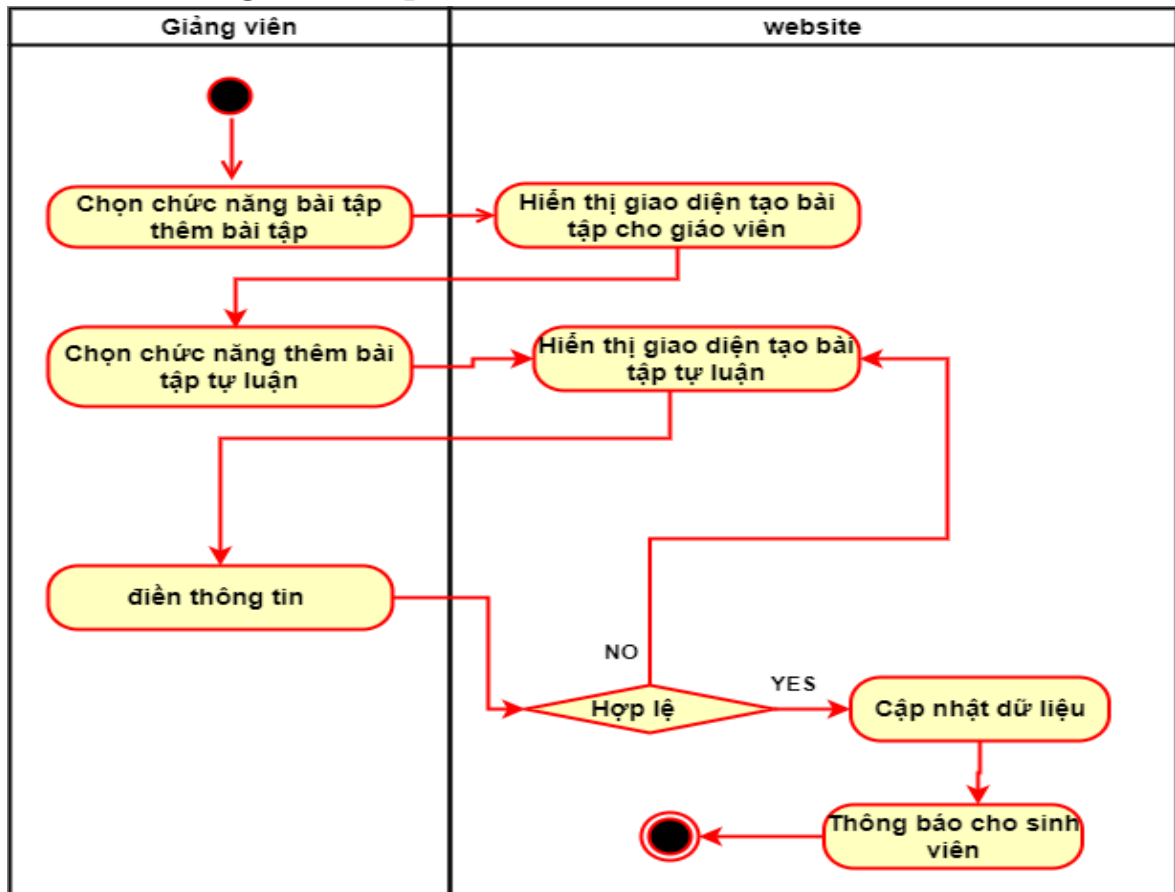 Giảng viên
website
Chọn chức năng bài tập
thêm bài tập
Hiển thị giao diện tạo bài
tập cho giáo viên
Chọn chức năng thêm bài
tập tự luận
Hiển thị giao diện tạo bài
tập tự luận
điền thông tin
NO
YES
Hợp lệ
Cập nhật dữ liệu
Thông báo cho sinh
viên